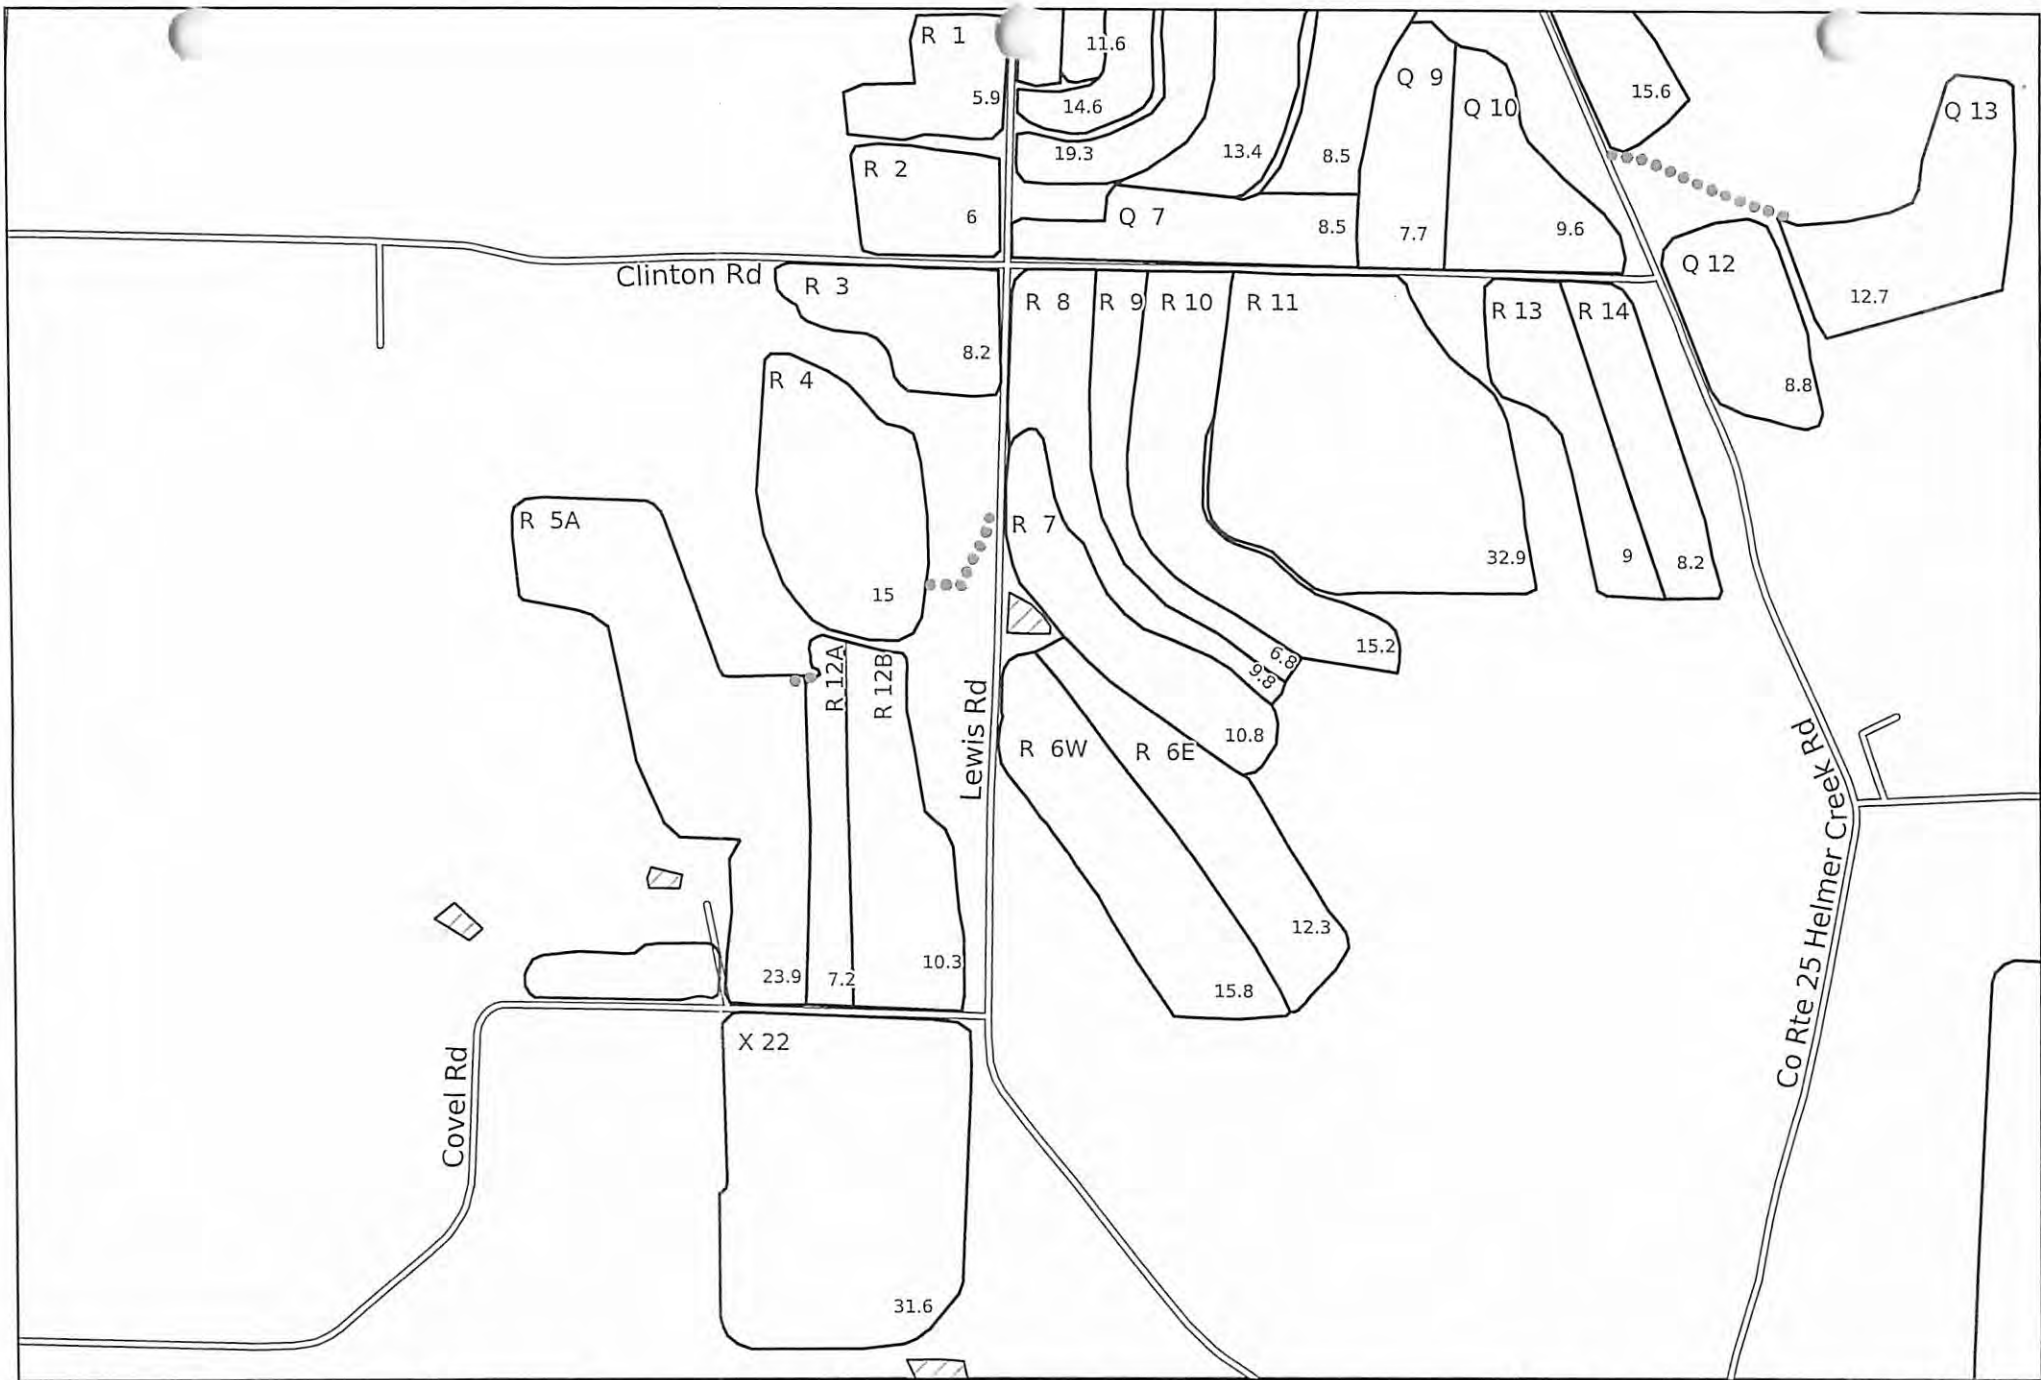 R 1
11.6
5.9
14.6
Q 9
15.6
Q 10
Q 13
19.3
13.4
8.5
R 2
6
Q 7
8.5
7.7
9.6
Q 12
12.7
Clinton Rd
R 3
8.2
R 8
R 9
R 10
R 11
R 13
R 14
8.8
R 4
15
R 5A
R 7
32.9
9
8.2
R 12A
R 12B
Lewis Rd
6.8
9.8
15.2
10.8
R 6W
R 6E
Co Rte 25 Helmer Creek Rd
23.9
7.2
10.3
12.3
15.8
X 22
Covel Rd
31.6